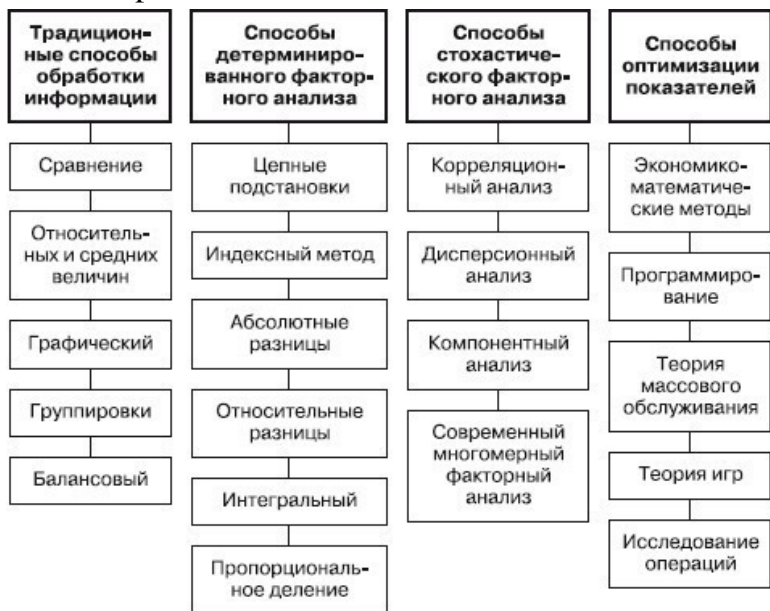 Традицион-
ные способы
обработки
информации
Сравнение
Относитель-
ных и средних
величин
Графический
Группировки
Балансовый
Способы
детерминиро-
ванного фактор-
ного анализа
Цепные
подстановки
Индексный метод
Абсолютные
разницы
Относительные
разницы
Интегральный
Пропорциональ-
ное деление
Способы
стохастиче-
ского фактор-
ного анализа
Корреляцион-
ный анализ
Дисперсионный
анализ
Компонентный
анализ
Современный
многомерный
факторный
анализ
Способы
оптимизации
показателей
Экономико-
математиче-
ские методы
Программиро-
вание
Теория
массового
обслуживания
Теория игр
Исследование
операций